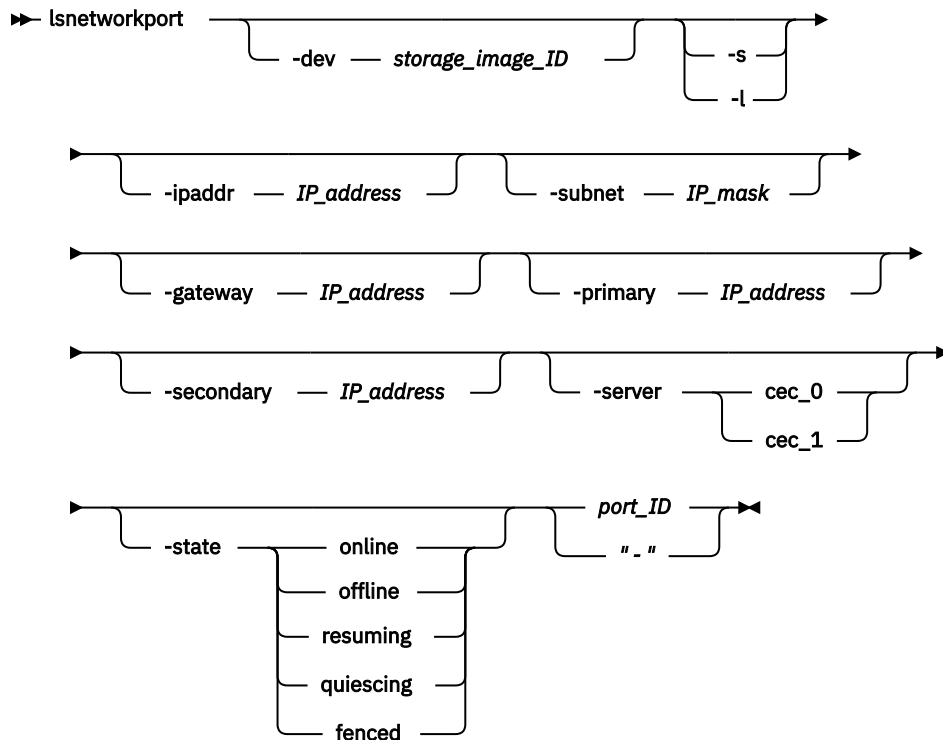 lsnetworkport
-dev storage_image_ID -s
-l
-ipaddr IP_address -subnet IP_mask
-gateway IP_address -primary IP_address
-secondary IP_address -server cec_0
cec_1
port_ID
-state online "-"
offline
resuming
quiescing
fenced